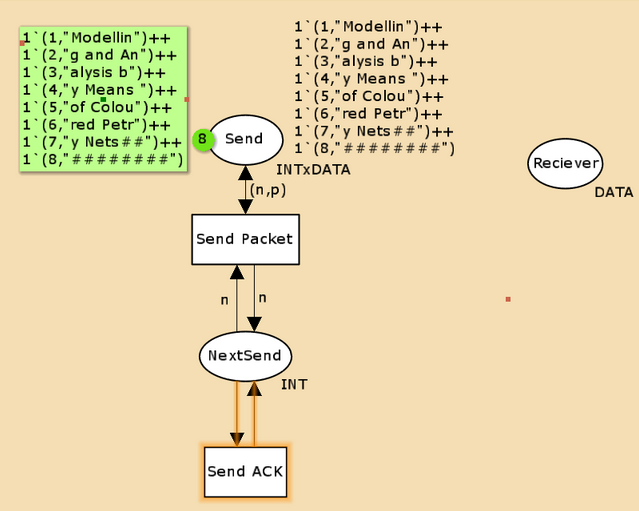 1`(1,"Modellin")++
1`(2,"g and An")++
1`(3,"alysis b")++
1`(4,"y Means ")++
1`(5,"of Colou")++
1`(6,"red Petr")++
1`(7,"y Nets##")++
1`(8,"########")
1`(1,"Modellin")++
1`(2,"g and An")++
1`(3,"alysis b")++
1`(4,"y Means ")++
1`(5,"of Colou")++
1`(6,"red Petr")++
1`(7,"y Nets##")++
1`(8,"########")
8
Send
INTxDATA
Reciever
DATA
(n,p)
Send Packet
n
n
NextSend
INT
Send ACK